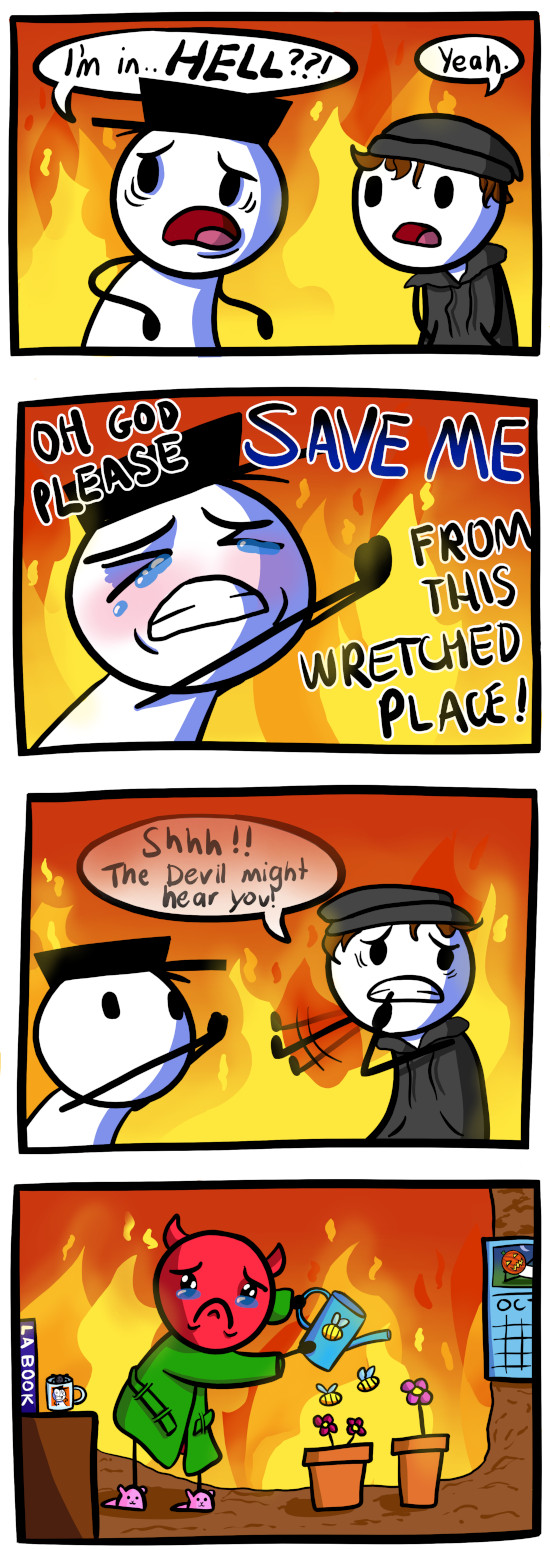 I'm in.. HELL??!
Yeah.
OH GOD
PLEASE
SAVE ME
FROM
THIS
WRETCHED
PLACE!
Shhh!!
The Devil might
hear you!
LA BOOK
OCT